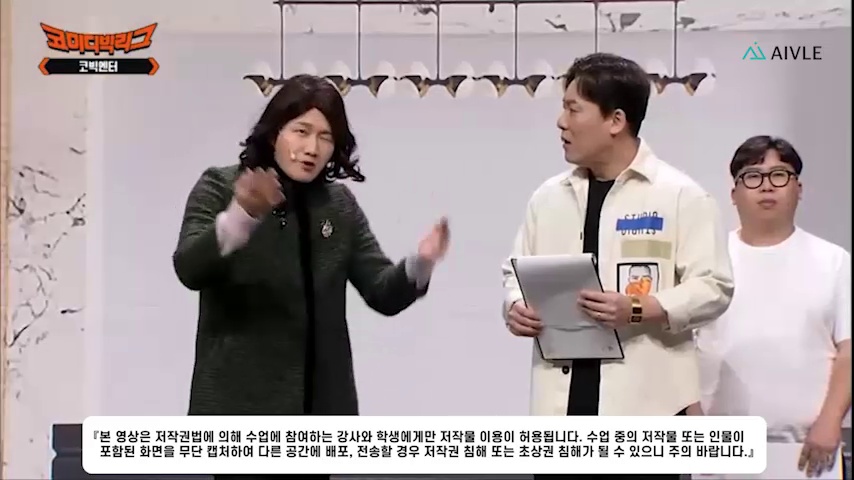 코미디빅리그
코빅엔터
AIVLE
STUDIO
『본 영상은 저작권법에 의해 수업에 참여하는 강사와 학생에게만 저작물 이용이 허용됩니다. 수업 중의 저작물 또는 인물이
포함된 화면을 무단 캡처하여 다른 공간에 배포, 전송할 경우 저작권 침해 또는 초상권 침해가 될 수 있으니 주의 바랍니다.』